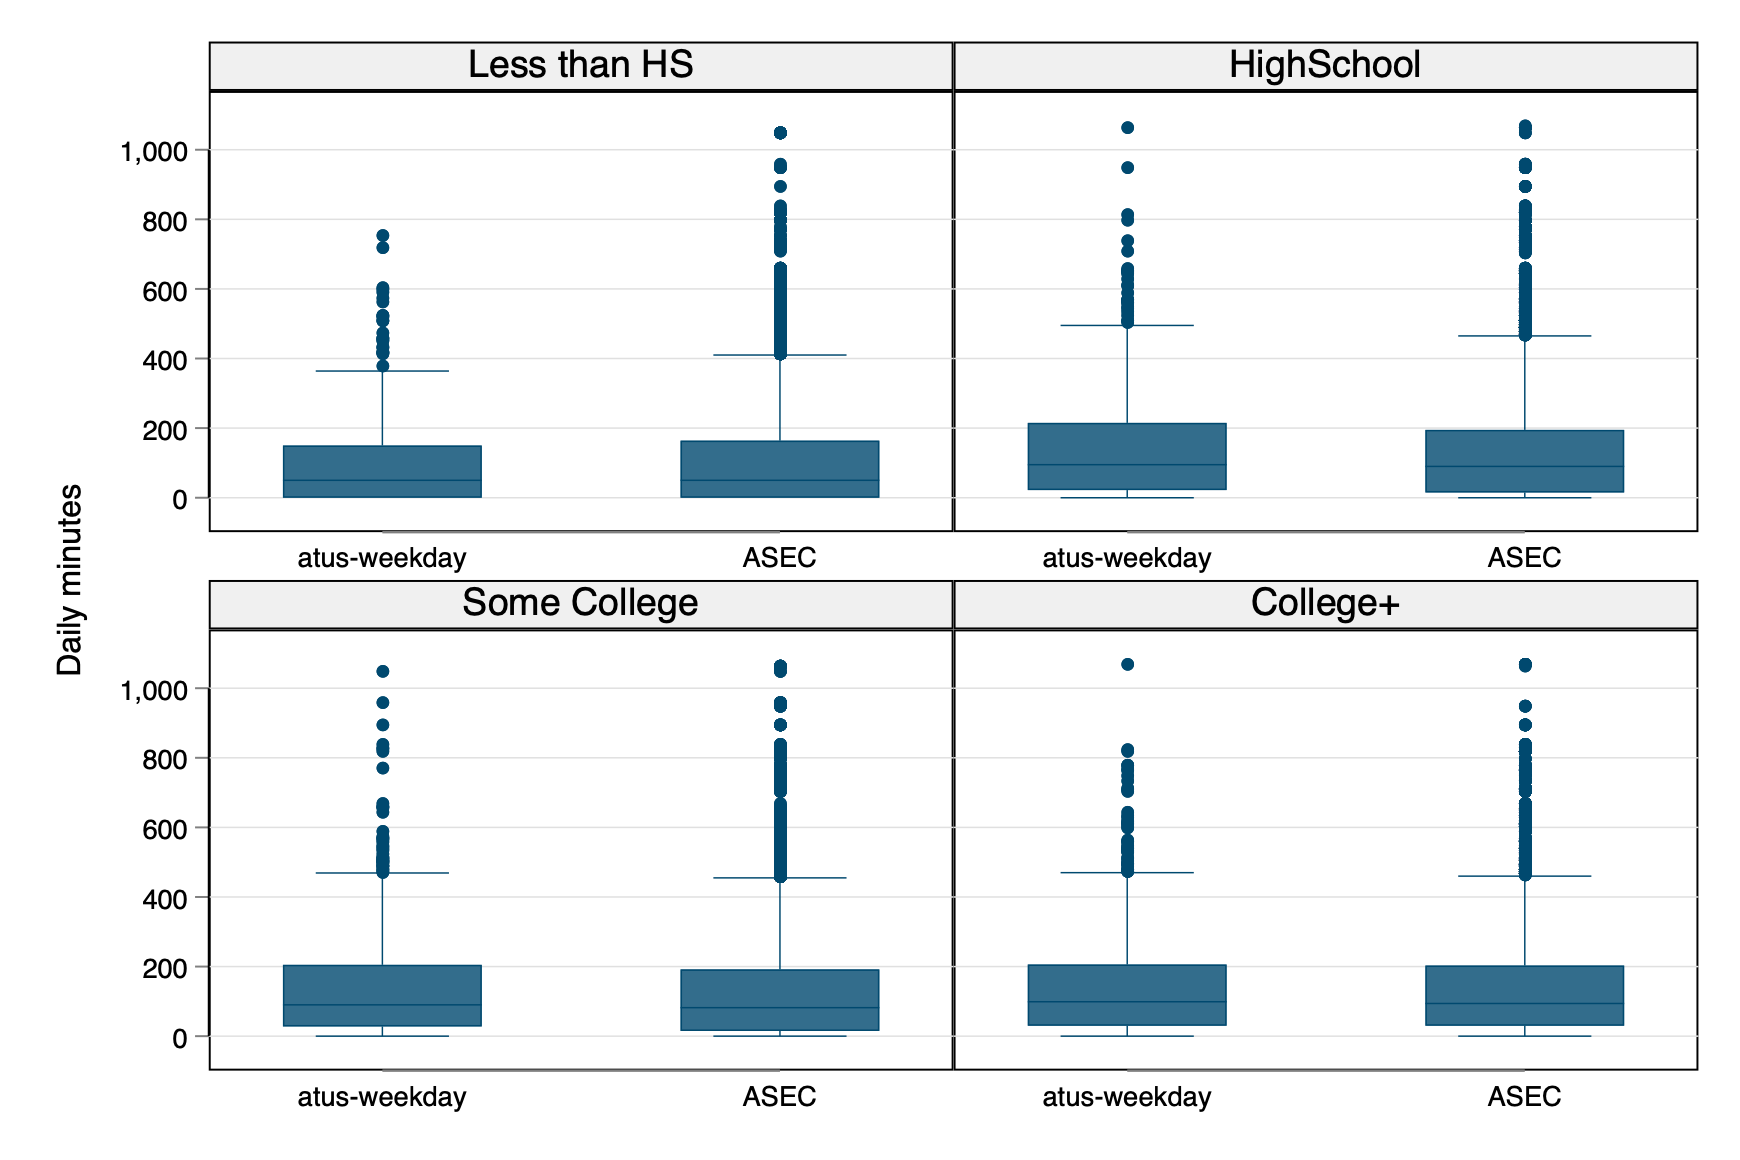 Less than HS
HighSchool
1,000
800
600
400
200
0
atus-weekday
ASEC
atus-weekday
ASEC
Daily minutes
Some College
College+
1,000
800
600
400
200
0
atus-weekday
ASEC
atus-weekday
ASEC